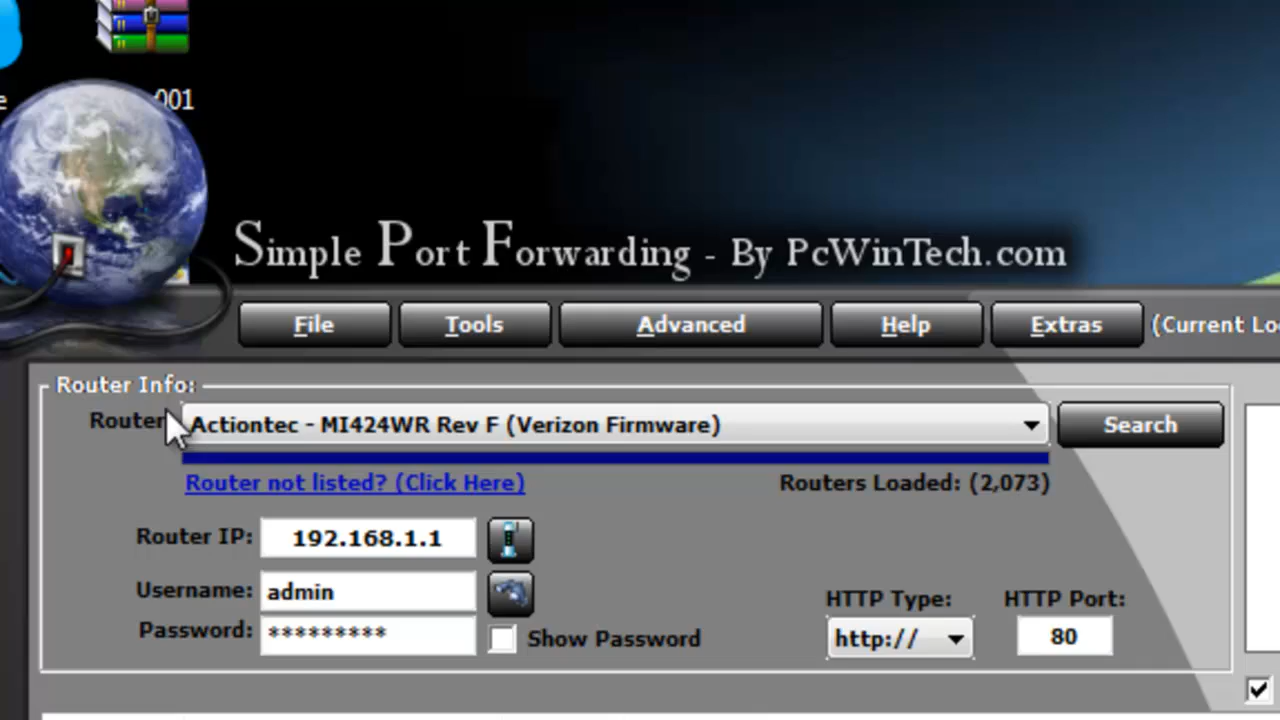 e
001
Simple Port Forwarding - By PcWinTech.com
File Tools Advanced Help Extras (Current Lo
Router Info:
Router Actiontec - MI424WR Rev F (Verizon Firmware) Search
Router not listed? (Click Here) Routers Loaded: (2,073)
Router IP: 192.168.1.1
Username: admin
HTTP Type: HTTP Port:
Password: ********* Show Password http:// 80